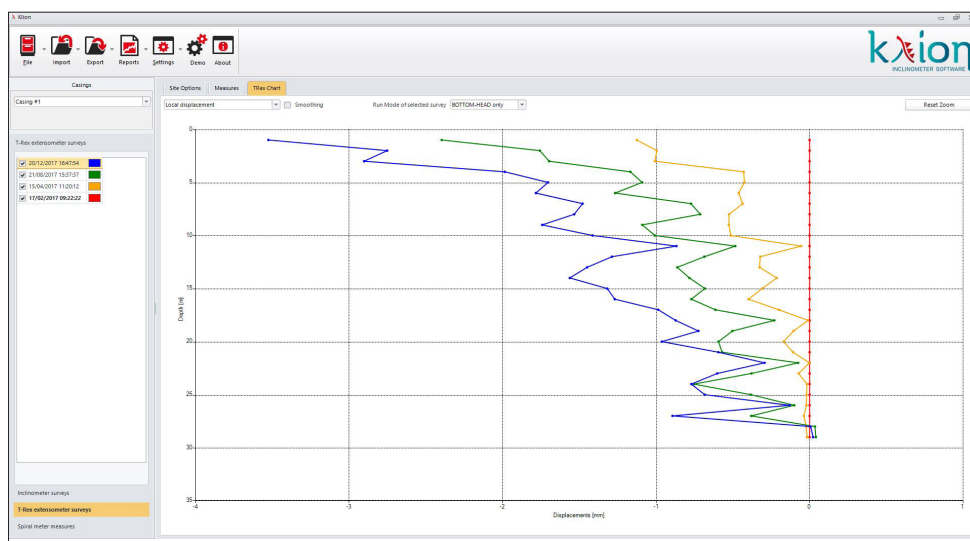 Klion
File Import Export Reports Settings Demo About
kλion
INCLINOMETER SOFTWARE
Casings
Casing #1
T-Rex extensometer surveys
20/12/2017 16:47:54
21/08/2017 15:37:37
15/04/2017 11:20:12
17/02/2017 09:22:22
Inclinometer surveys
T-Rex extensometer surveys
Spiral meter measures
Site Options Measures TRex Chart
Local displacement Smoothing Run Mode of selected survey BOTTOM-HEAD only Reset Zoom
0
5
10
15
20
25
30
35
Depth [m]
-4 -3 -2 -1 0 1
Displacements [mm]